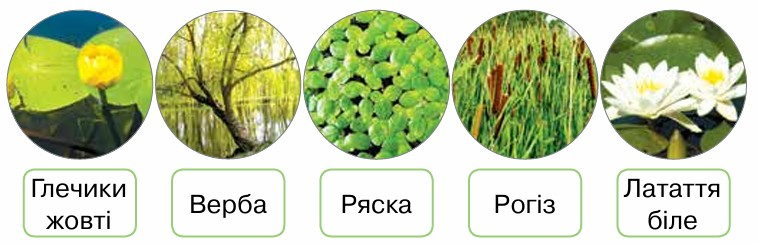 Глечики
жовті
Верба
Ряска
Рогіз
Латаття
біле